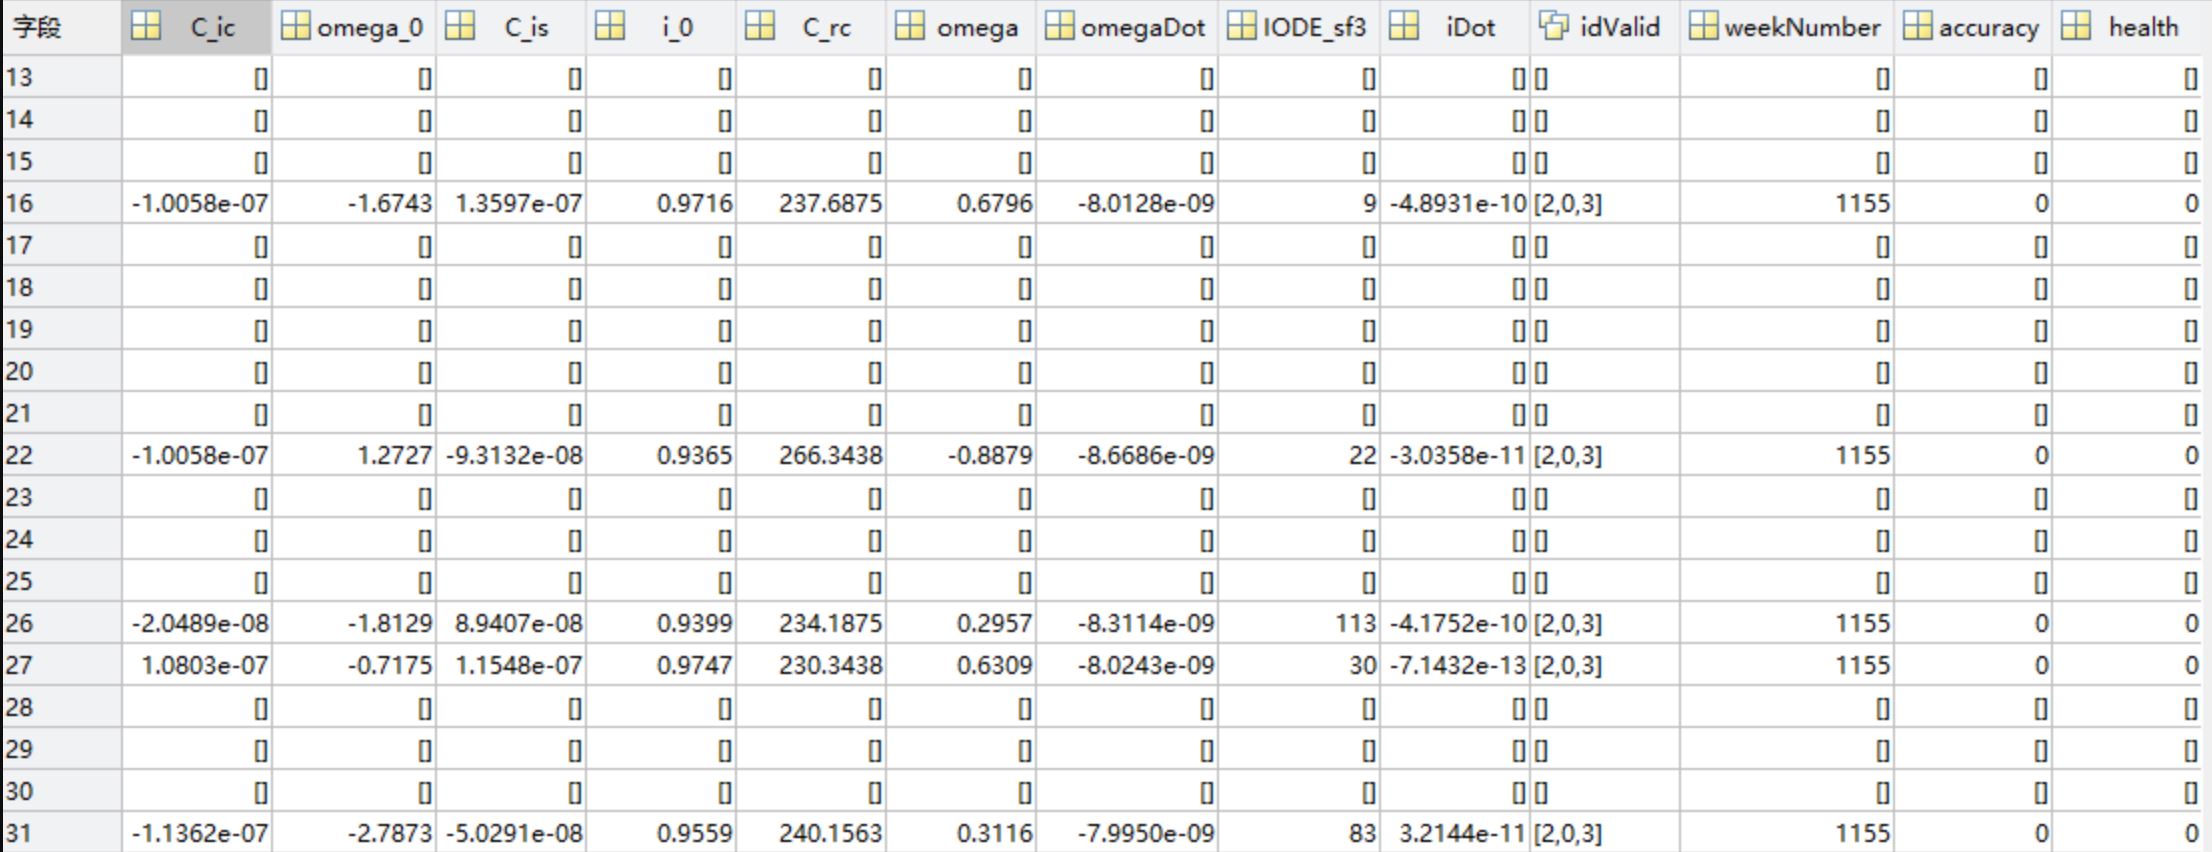 字段 C_ic omega_0 C_is i_0 C_rc omega omegaDot IODE_sf3 iDot idValid weekNumber accuracy health
13 [] [] [] [] [] [] [] [] [] [] [] [] []
14 [] [] [] [] [] [] [] [] [] [] [] [] []
15 [] [] [] [] [] [] [] [] [] [] [] [] []
16 -1.0058e-07 -1.6743 1.3597e-07 0.9716 237.6875 0.6796 -8.0128e-09 9 -4.8931e-10 [2,0,3] 1155 0 0
17 [] [] [] [] [] [] [] [] [] [] [] [] []
18 [] [] [] [] [] [] [] [] [] [] [] [] []
19 [] [] [] [] [] [] [] [] [] [] [] [] []
20 [] [] [] [] [] [] [] [] [] [] [] [] []
21 [] [] [] [] [] [] [] [] [] [] [] [] []
22 -1.0058e-07 1.2727 -9.3132e-08 0.9365 266.3438 -0.8879 -8.6686e-09 22 -3.0358e-11 [2,0,3] 1155 0 0
23 [] [] [] [] [] [] [] [] [] [] [] [] []
24 [] [] [] [] [] [] [] [] [] [] [] [] []
25 [] [] [] [] [] [] [] [] [] [] [] [] []
26 -2.0489e-08 -1.8129 8.9407e-08 0.9399 234.1875 0.2957 -8.3114e-09 113 -4.1752e-10 [2,0,3] 1155 0 0
27 1.0803e-07 -0.7175 1.1548e-07 0.9747 230.3438 0.6309 -8.0243e-09 30 -7.1432e-13 [2,0,3] 1155 0 0
28 [] [] [] [] [] [] [] [] [] [] [] [] []
29 [] [] [] [] [] [] [] [] [] [] [] [] []
30 [] [] [] [] [] [] [] [] [] [] [] [] []
31 -1.1362e-07 -2.7873 -5.0291e-08 0.9559 240.1563 0.3116 -7.9950e-09 83 3.2144e-11 [2,0,3] 1155 0 0